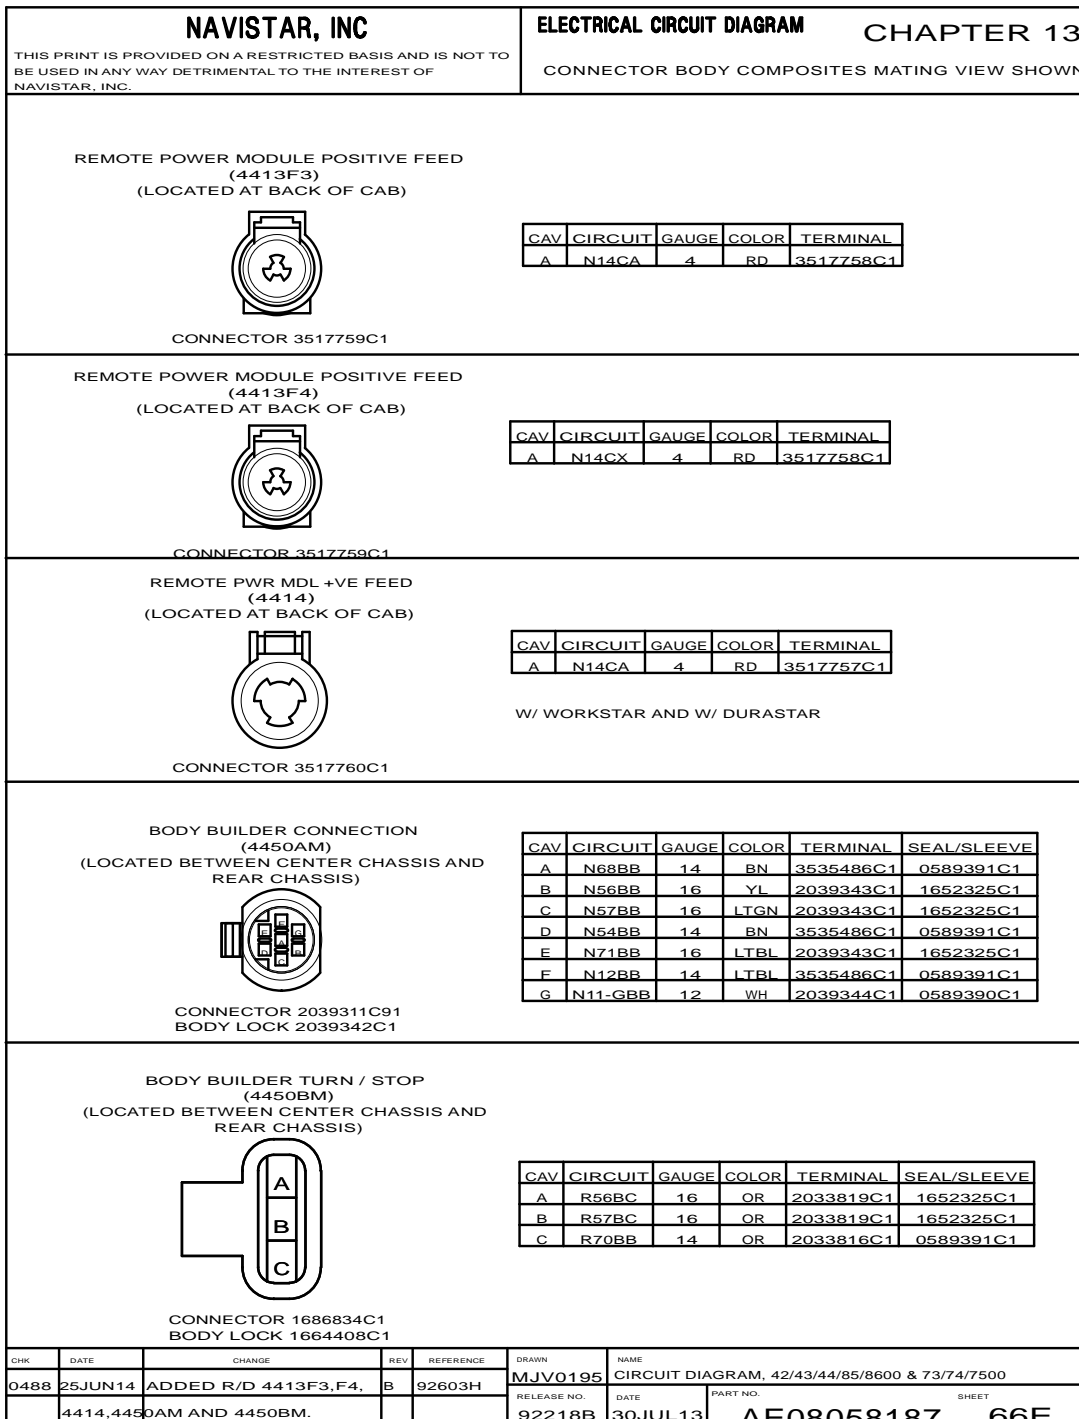 NAVISTAR, INC
THIS PRINT IS PROVIDED ON A RESTRICTED BASIS AND IS NOT TO
BE USED IN ANY WAY DETRIMENTAL TO THE INTEREST OF
NAVISTAR, INC.
ELECTRICAL CIRCUIT DIAGRAM CHAPTER 13
CONNECTOR BODY COMPOSITES MATING VIEW SHOWN
REMOTE POWER MODULE POSITIVE FEED
(4413F3)
(LOCATED AT BACK OF CAB)
CONNECTOR 3517759C1
CAV CIRCUIT GAUGE COLOR TERMINAL
A N14CA 4 RD 3517758C1
REMOTE POWER MODULE POSITIVE FEED
(4413F4)
(LOCATED AT BACK OF CAB)
CONNECTOR 3517759C1
CAV CIRCUIT GAUGE COLOR TERMINAL
A N14CX 4 RD 3517758C1
REMOTE PWR MDL +VE FEED
(4414)
(LOCATED AT BACK OF CAB)
CONNECTOR 3517760C1
CAV CIRCUIT GAUGE COLOR TERMINAL
A N14CA 4 RD 3517757C1
W/ WORKSTAR AND W/ DURASTAR
BODY BUILDER CONNECTION
(4450AM)
(LOCATED BETWEEN CENTER CHASSIS AND
REAR CHASSIS)
E
F G
A
D B
C
CONNECTOR 2039311C91
BODY LOCK 2039342C1
CAV CIRCUIT GAUGE COLOR TERMINAL SEAL/SLEEVE
A N68BB 14 BN 3535486C1 0589391C1
B N56BB 16 YL 2039343C1 1652325C1
C N57BB 16 LTGN 2039343C1 1652325C1
D N54BB 14 BN 3535486C1 0589391C1
E N71BB 16 LTBL 2039343C1 1652325C1
F N12BB 14 LTBL 3535486C1 0589391C1
G N11-GBB 12 WH 2039344C1 0589390C1
BODY BUILDER TURN / STOP
(4450BM)
(LOCATED BETWEEN CENTER CHASSIS AND
REAR CHASSIS)
A
B
C
CONNECTOR 1686834C1
BODY LOCK 1664408C1
CAV CIRCUIT GAUGE COLOR TERMINAL SEAL/SLEEVE
A R56BC 16 OR 2033819C1 1652325C1
B R57BC 16 OR 2033819C1 1652325C1
C R70BB 14 OR 2033816C1 0589391C1
CHK DATE CHANGE REV REFERENCE
0488 25JUN14 ADDED R/D 4413F3,F4, B 92603H
4414,4450AM AND 4450BM.
DRAWN NAME
MJV0195 CIRCUIT DIAGRAM, 42/43/44/85/8600 & 73/74/7500
RELEASE NO. DATE PART NO. SHEET
92218B 30JUL13 AE08058187 66E